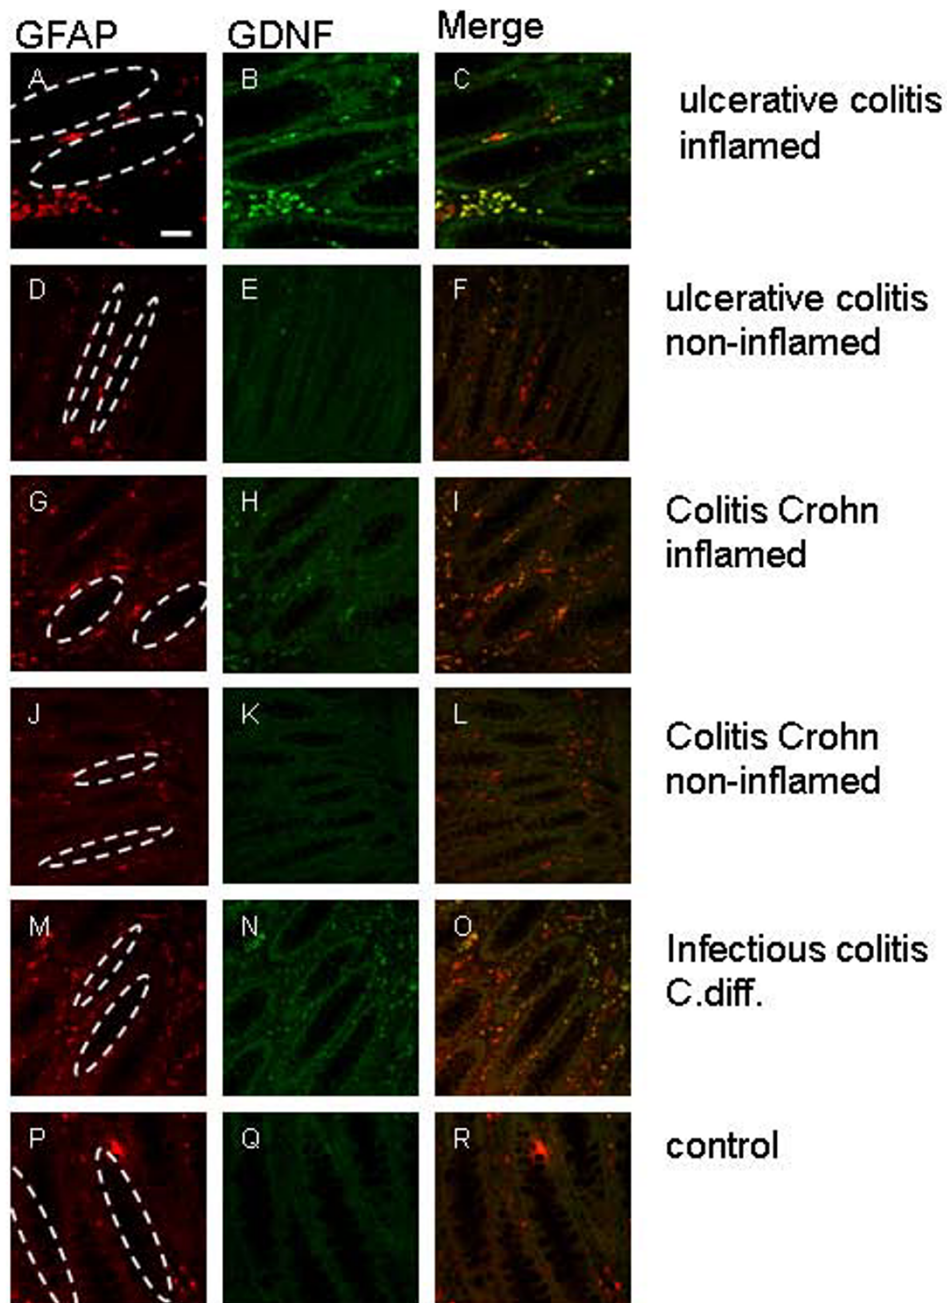 GFAP GDNF Merge
A B C
ulcerative colitis
inflamed
D E F
ulcerative colitis
non-inflamed
G H I
Colitis Crohn
inflamed
J K L
Colitis Crohn
non-inflamed
M N O
Infectious colitis
C.diff.
P Q R
control